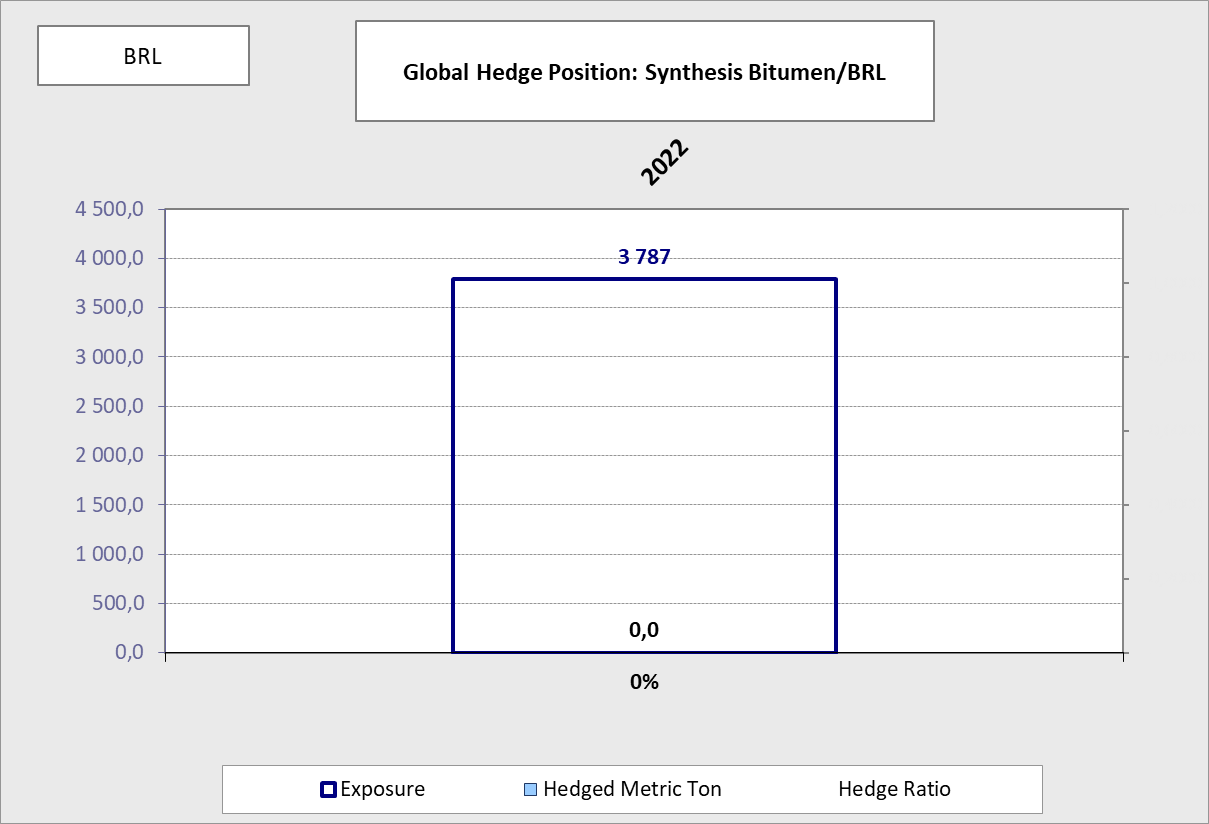 BRL
Global Hedge Position: Synthesis Bitumen/BRL
2022
4 500,0
4 000,0
3 500,0
3 000,0
2 500,0
2 000,0
1 500,0
1 000,0
500,0
0,0
3 787
0,0
0%
Exposure
Hedged Metric Ton
Hedge Ratio